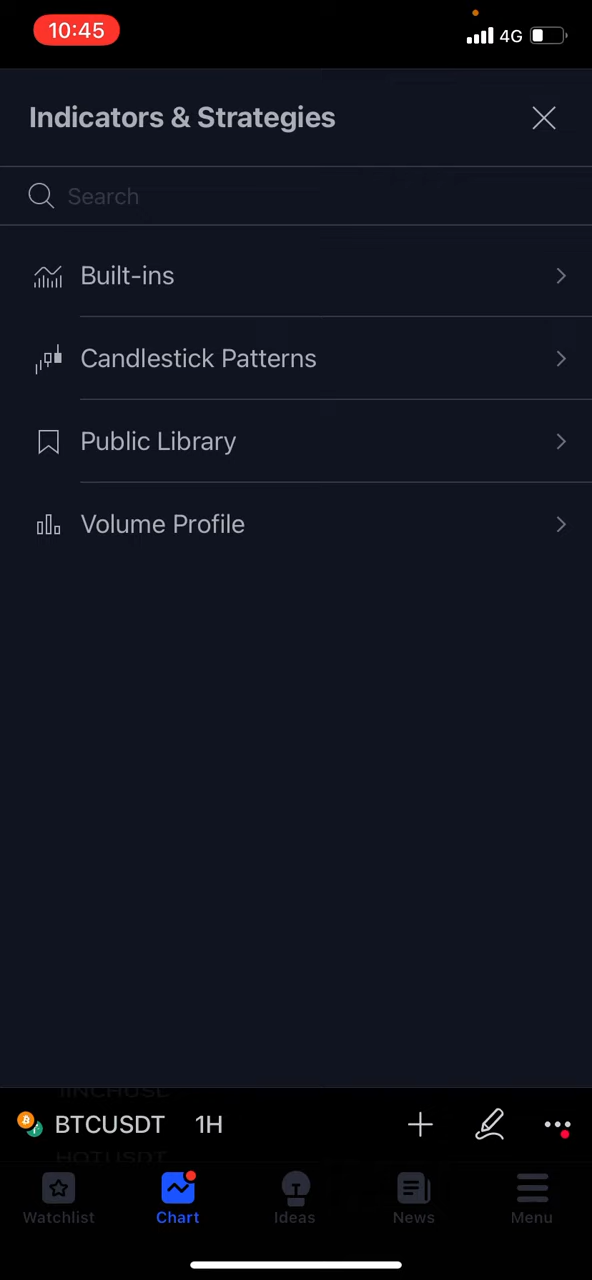 10:45
4G
Indicators & Strategies
Search
Built-ins
Candlestick Patterns
Public Library
Volume Profile
BTCUSDT 1H
HOTUSDT
Watchlist
Chart
Ideas
News
Menu